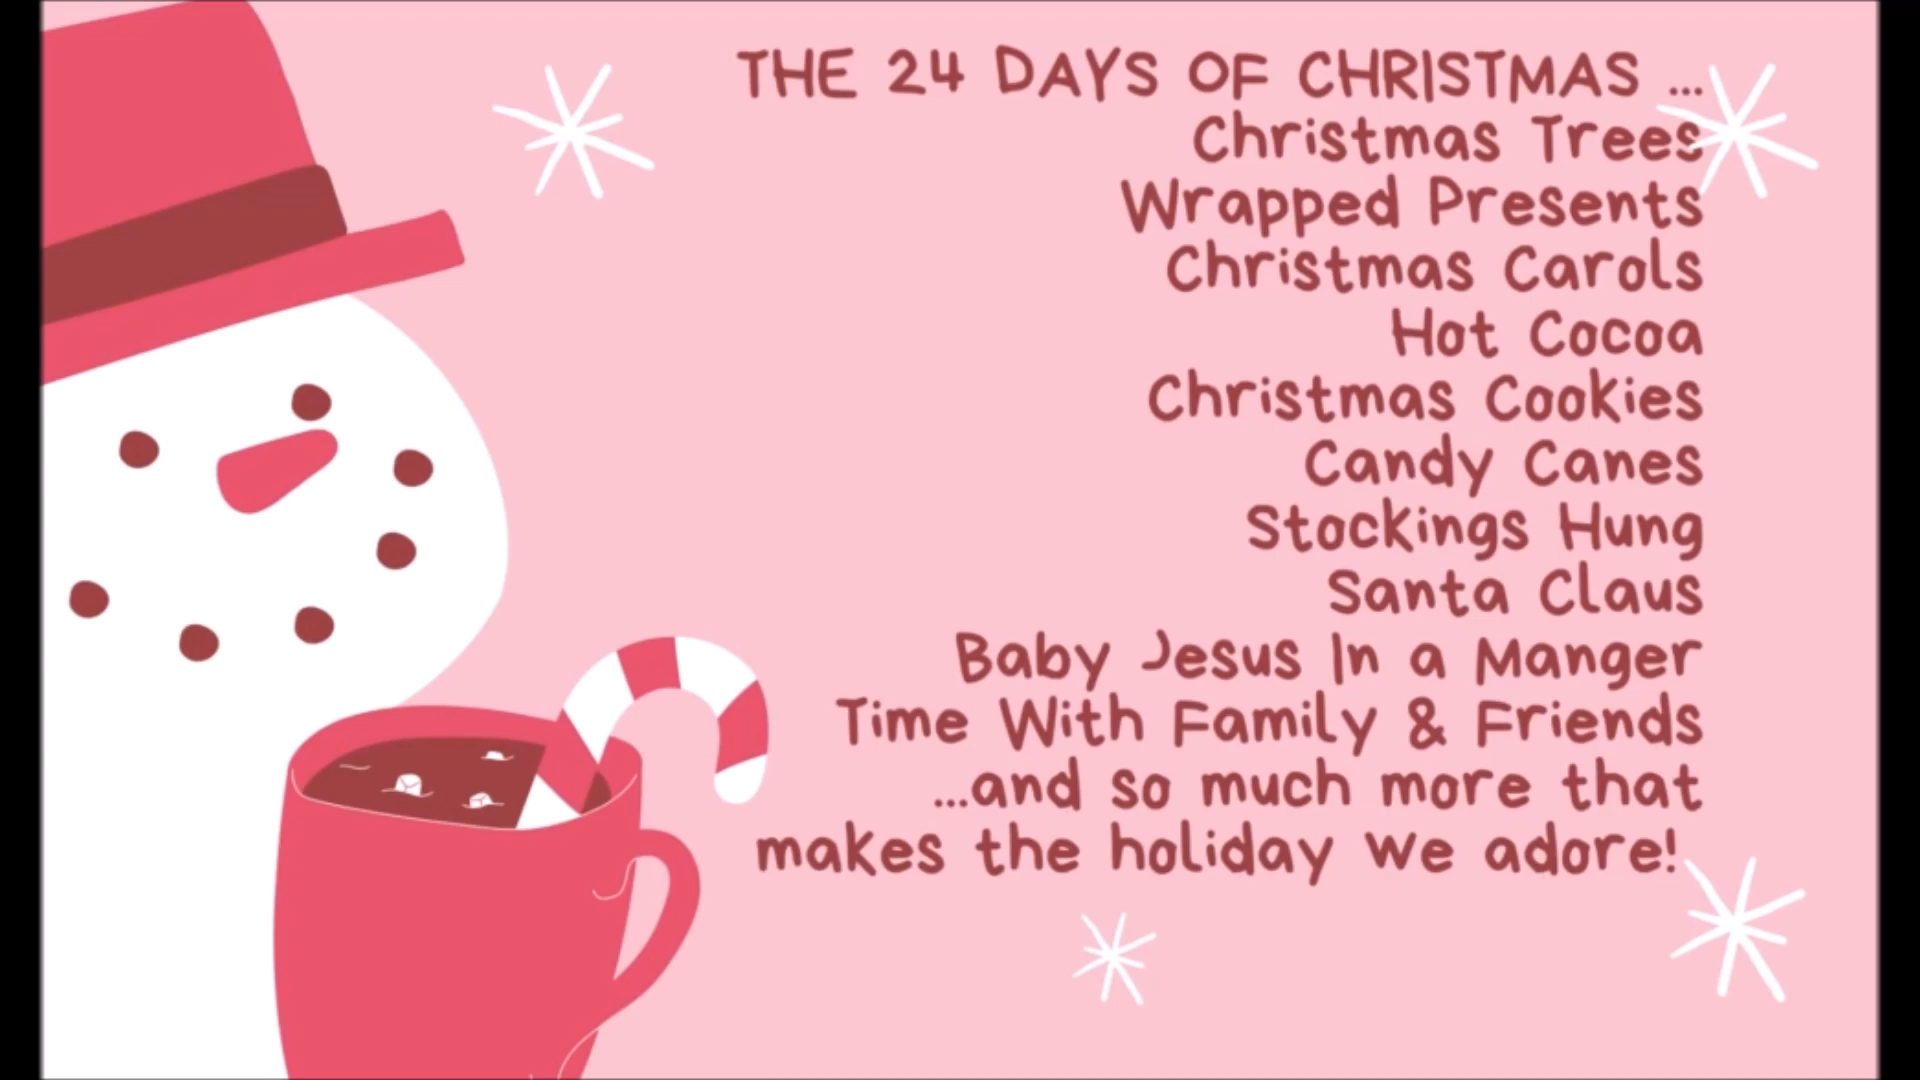 THE 24 DAYS OF CHRISTMAS ...
Christmas Trees
Wrapped Presents
Christmas Carols
Hot Cocoa
Christmas Cookies
Candy Canes
Stockings Hung
Santa Claus
Baby Jesus In a Manger
Time With Family & Friends
...and so much more that
makes the holiday we adore!